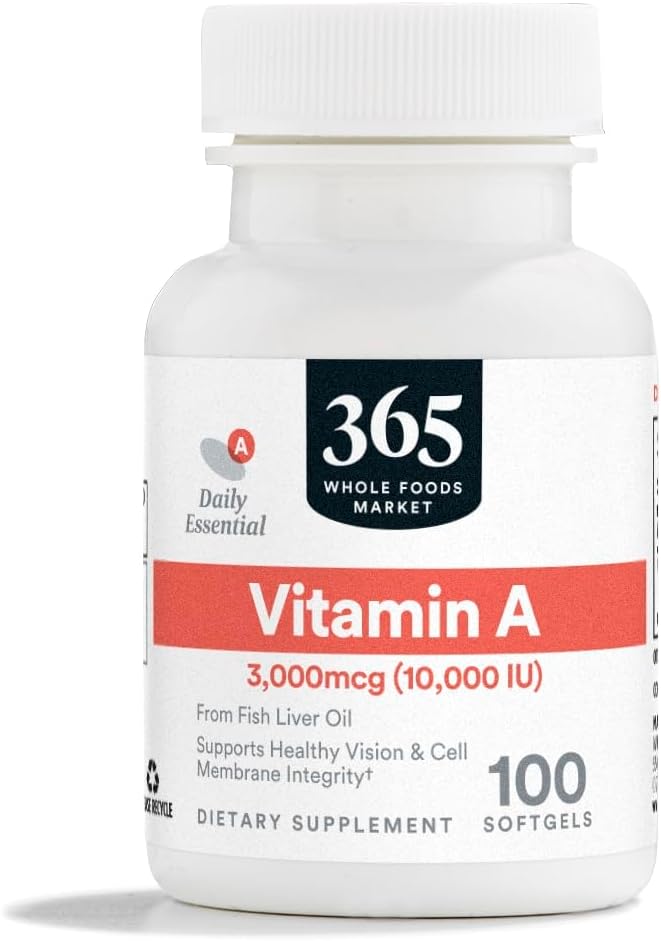 365
WHOLE FOODS
MARKET
A
Daily
Essential
Vitamin A
3,000mcg (10,000 IU)
From Fish Liver Oil
Supports Healthy Vision & Cell
Membrane Integrity†
DIETARY SUPPLEMENT
100
SOFTGELS
RECYCLE